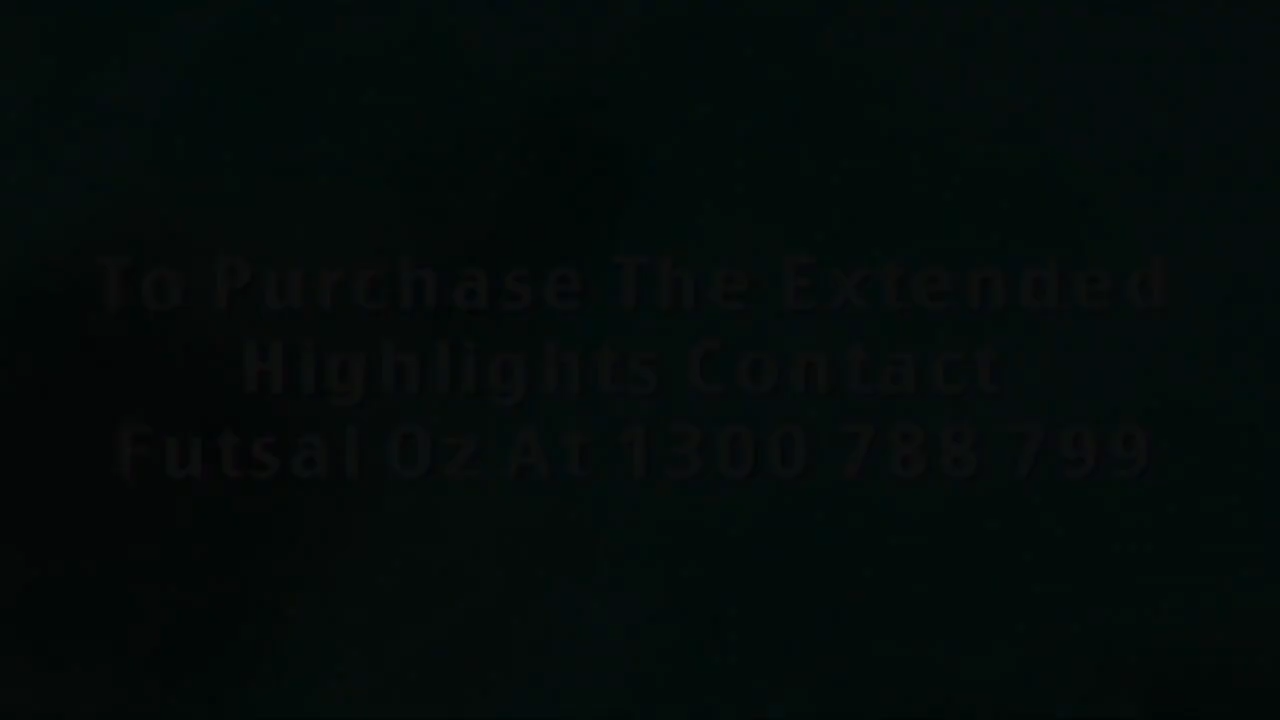 To Purchase The Extended
Highlights Contact
Futsal Oz At 1300 788 799